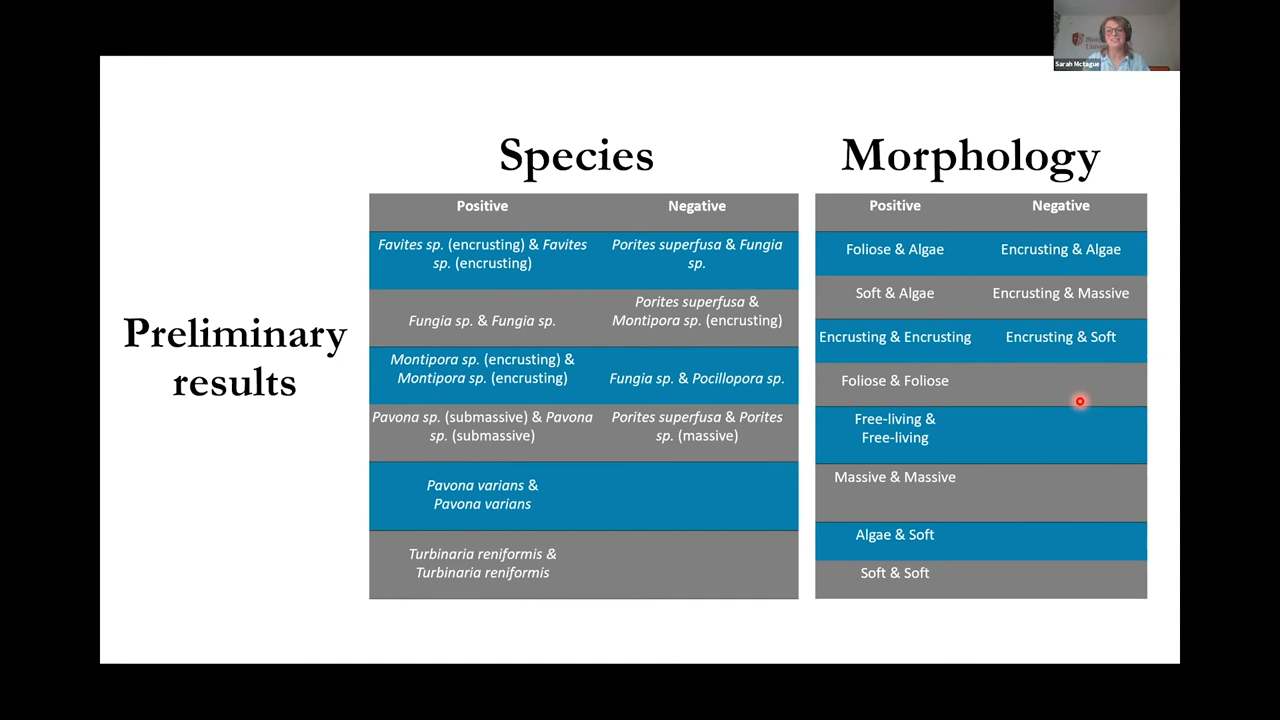 Sarah Mctague
Species
Morphology
Preliminary
results
Positive
Negative
Favites sp. (encrusting) & Favites
sp. (encrusting)
Porites superfusa & Fungia
sp.
Fungia sp. & Fungia sp.
Porites superfusa &
Montipora sp. (encrusting)
Montipora sp. (encrusting) &
Montipora sp. (encrusting)
Fungia sp. & Pocillopora sp.
Pavona sp. (submassive) & Pavona
sp. (submassive)
Porites superfusa & Porites
sp. (massive)
Pavona varians &
Pavona varians
Turbinaria reniformis &
Turbinaria reniformis
Positive
Negative
Foliose & Algae
Encrusting & Algae
Soft & Algae
Encrusting & Massive
Encrusting & Encrusting
Encrusting & Soft
Foliose & Foliose
Free-living &
Free-living
Massive & Massive
Algae & Soft
Soft & Soft